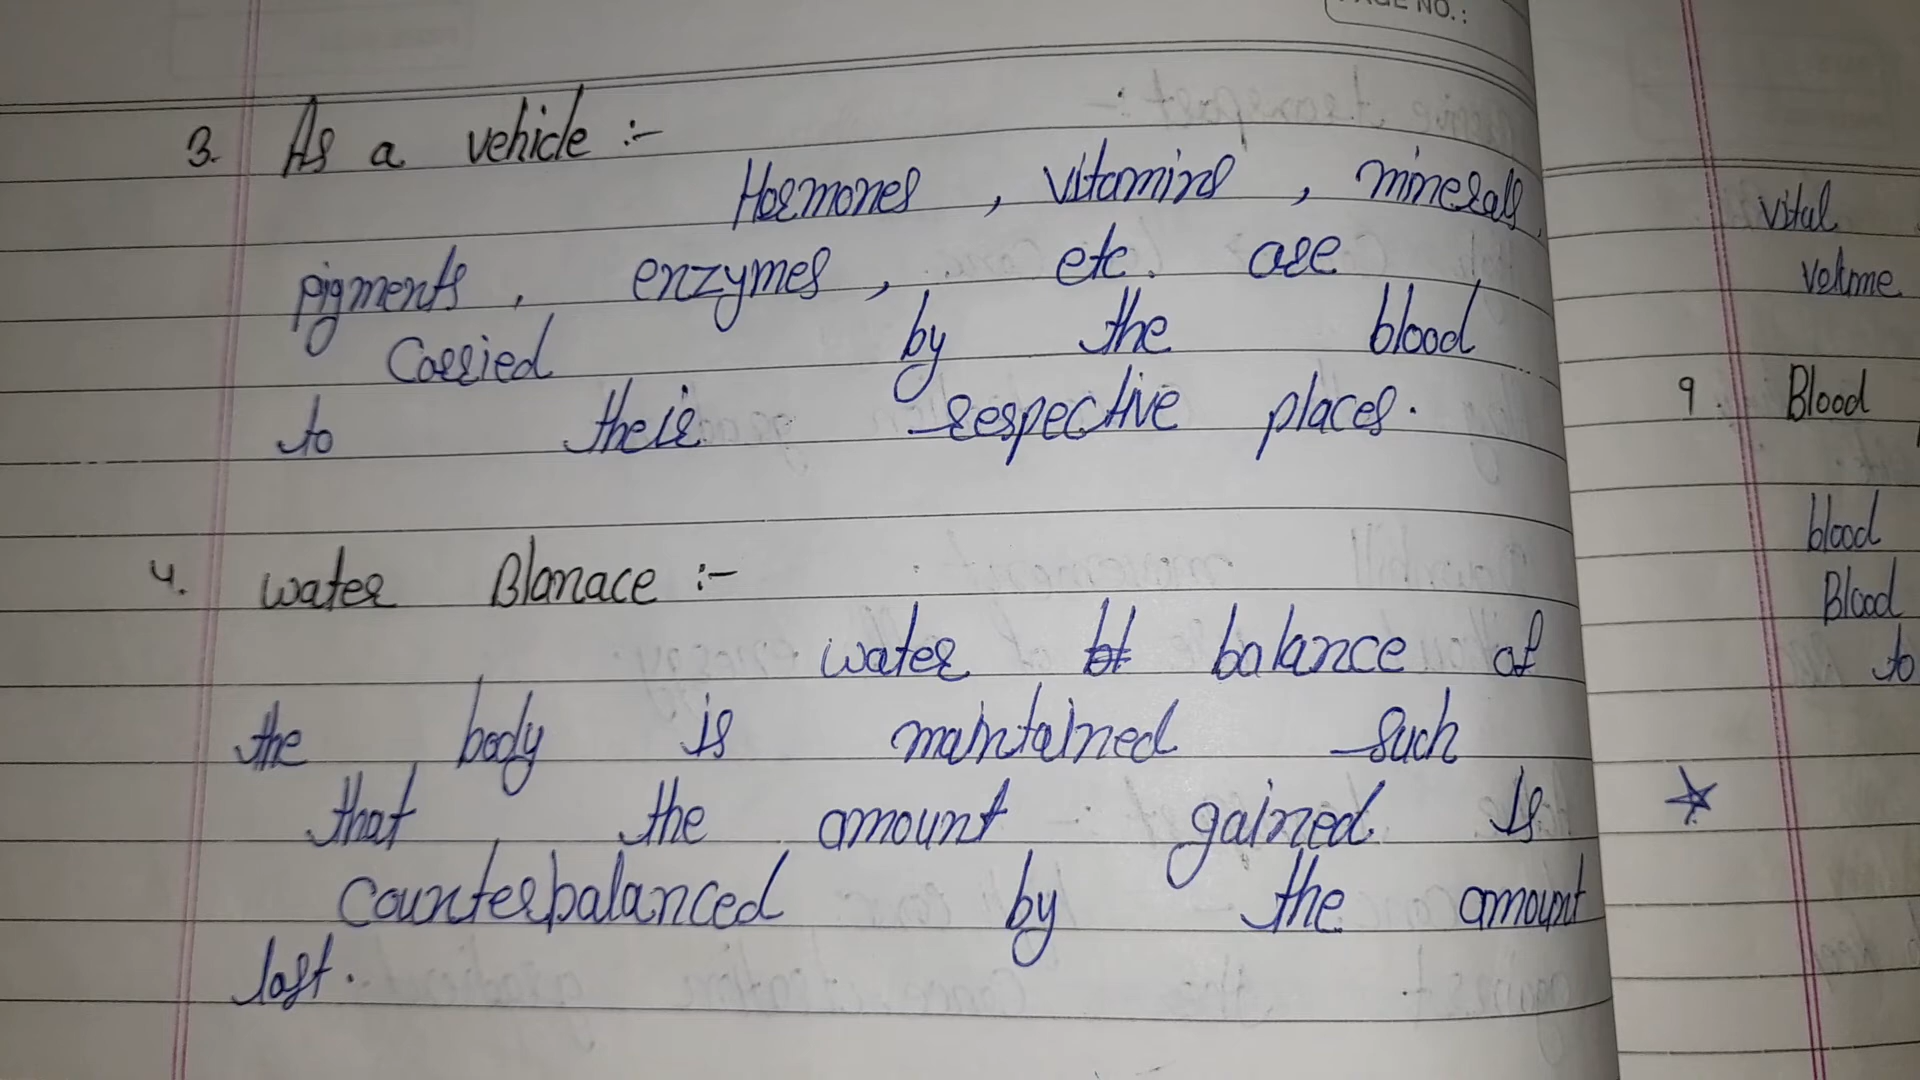 PAGE NO.:
3. As a vehicle :-
Hormones , vitamins , minerals,
pigments , enzymes , etc. are
Carried by the blood
to their respective places.
4. water Blanace :-
water bt balance of
the body is maintained such
that the amount gained is
Counterbalanced by the amount
lost.
vital
volume
9. Blood
blood
Blood
to